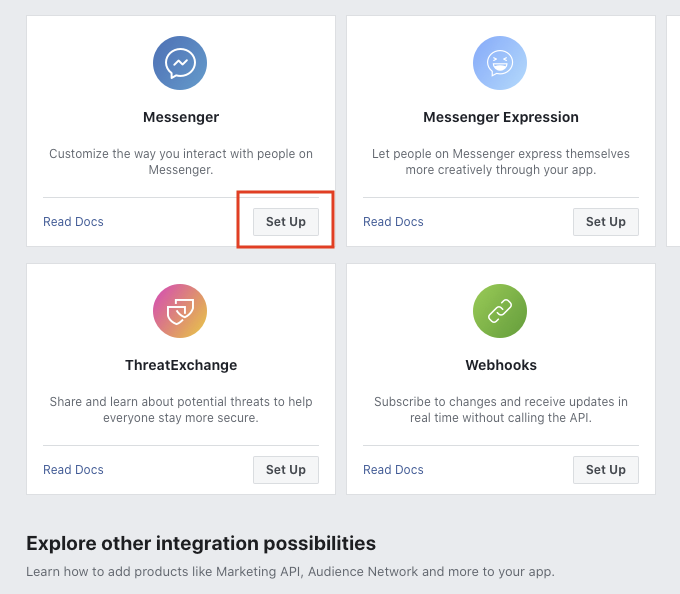 Messenger
Customize the way you interact with people on
Messenger.
Read Docs
Set Up
Messenger Expression
Let people on Messenger express themselves
more creatively through your app.
Read Docs
Set Up
ThreatExchange
Share and learn about potential threats to help
everyone stay more secure.
Read Docs
Set Up
Webhooks
Subscribe to changes and receive updates in
real time without calling the API.
Read Docs
Set Up
Explore other integration possibilities
Learn how to add products like Marketing API, Audience Network and more to your app.